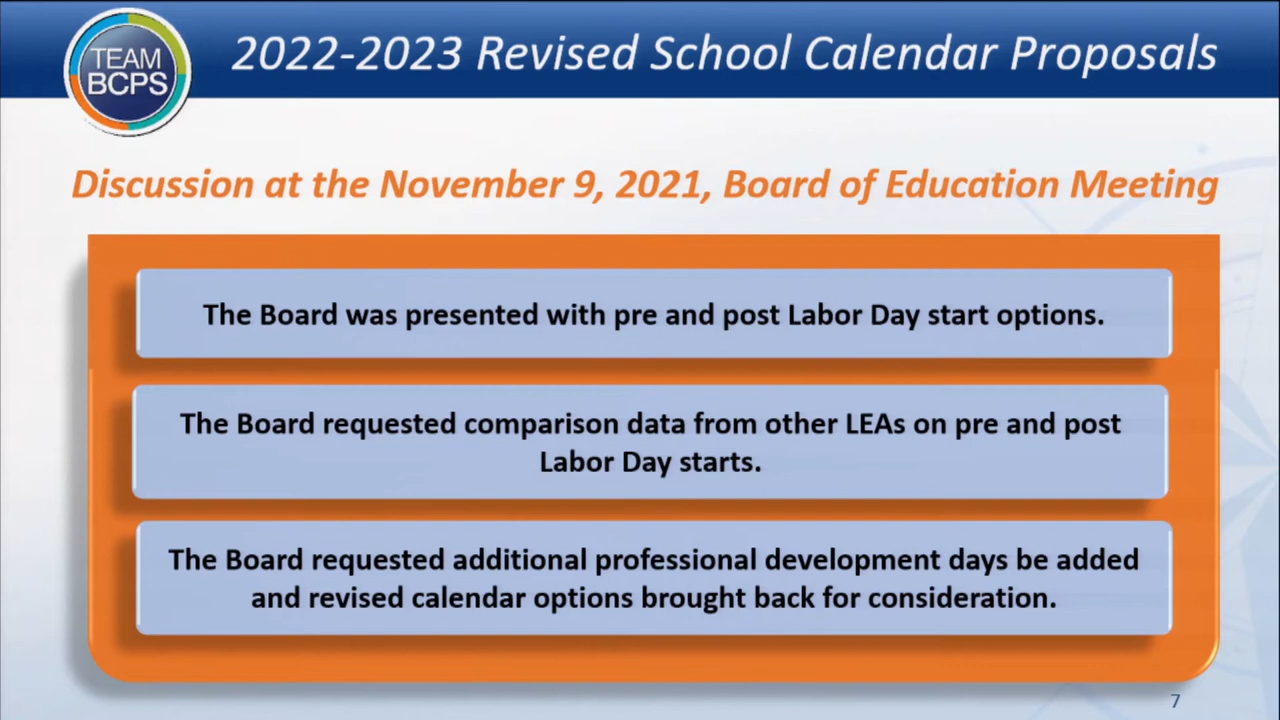 TEAM
BCPS
2022-2023 Revised School Calendar Proposals
Discussion at the November 9, 2021, Board of Education Meeting
The Board was presented with pre and post Labor Day start options.
The Board requested comparison data from other LEAs on pre and post
Labor Day starts.
The Board requested additional professional development days be added
and revised calendar options brought back for consideration.
7